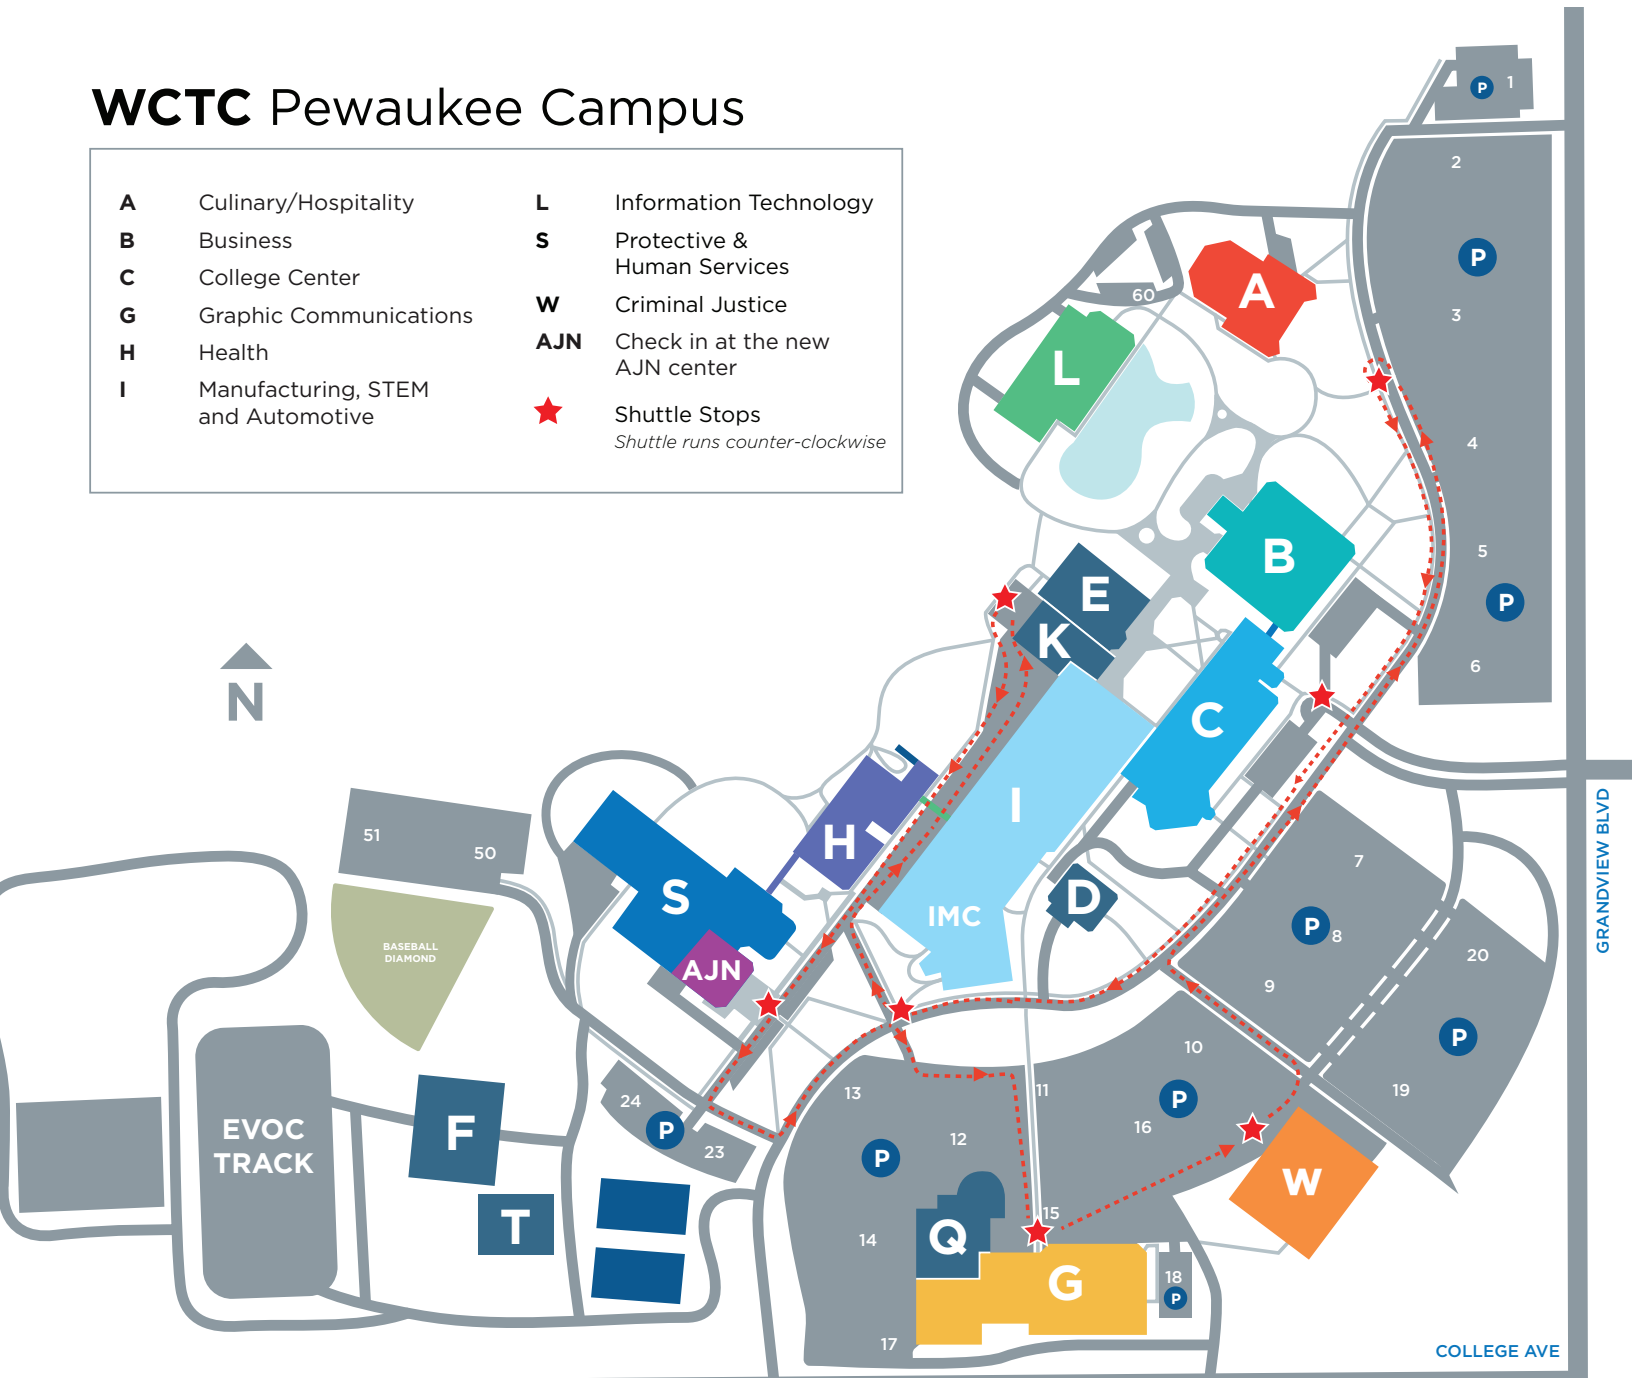 WCTC Pewaukee Campus
A Culinary/Hospitality
B Business
C College Center
G Graphic Communications
H Health
I Manufacturing, STEM
and Automotive
L Information Technology
S Protective &
Human Services
W Criminal Justice
AJN Check in at the new
AJN center
Shuttle Stops
Shuttle runs counter-clockwise
P 1
2
P
3
4
5
P
6
60
A
L
B
E
K
C
I
IMC
D
H
S
AJN
N
51
50
BASEBALL
DIAMOND
EVOC
TRACK
F
T
24
P
23
7
P 8
9
20
P
19
10
11
P
16
13
12
P
14
15
17
Q
G
18
P
W
GRANDVIEW BLVD
COLLEGE AVE